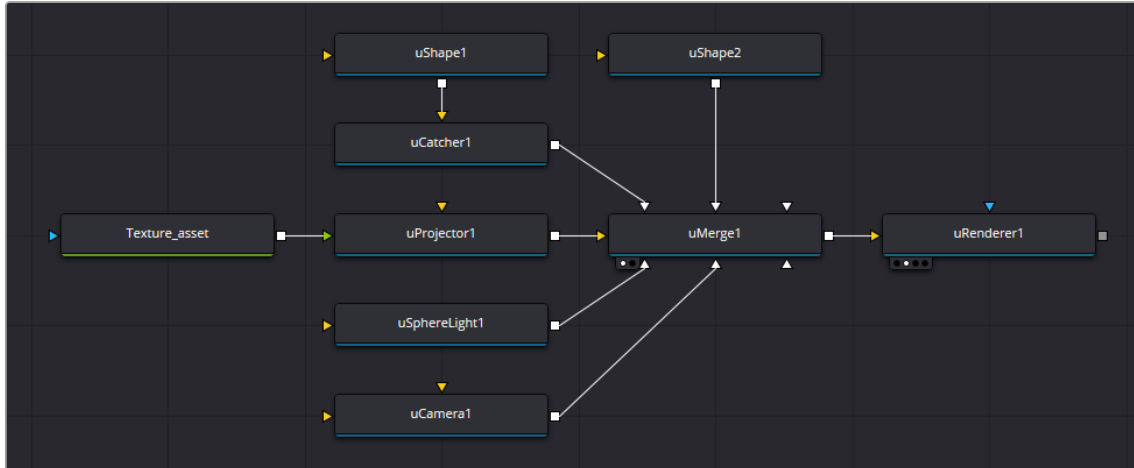 uShape1
uShape2
uCatcher1
Texture_asset
uProjector1
uMerge1
uRenderer1
uSphereLight1
uCamera1